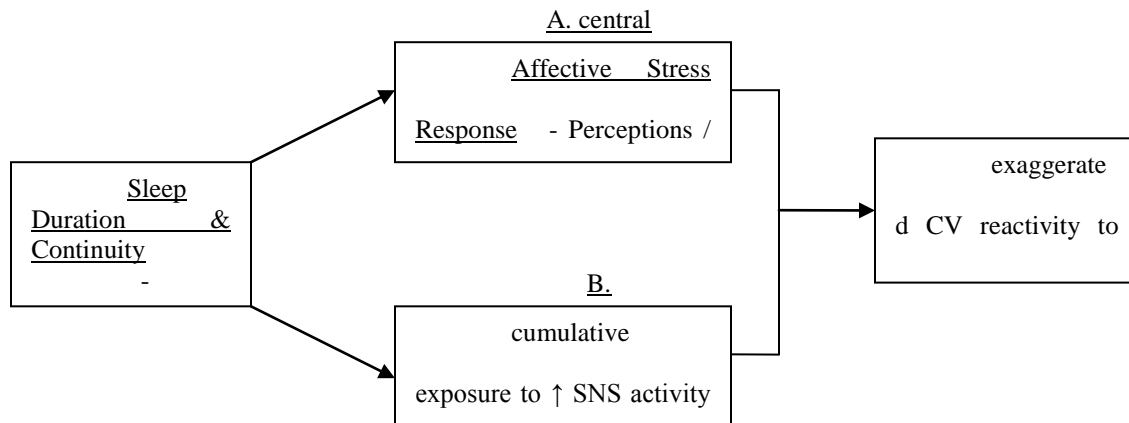 A. central
Affective Stress
Response - Perceptions /
Sleep
Duration &
Continuity
-
B.
cumulative
exposure to ↑ SNS activity
exaggerate
d CV reactivity to